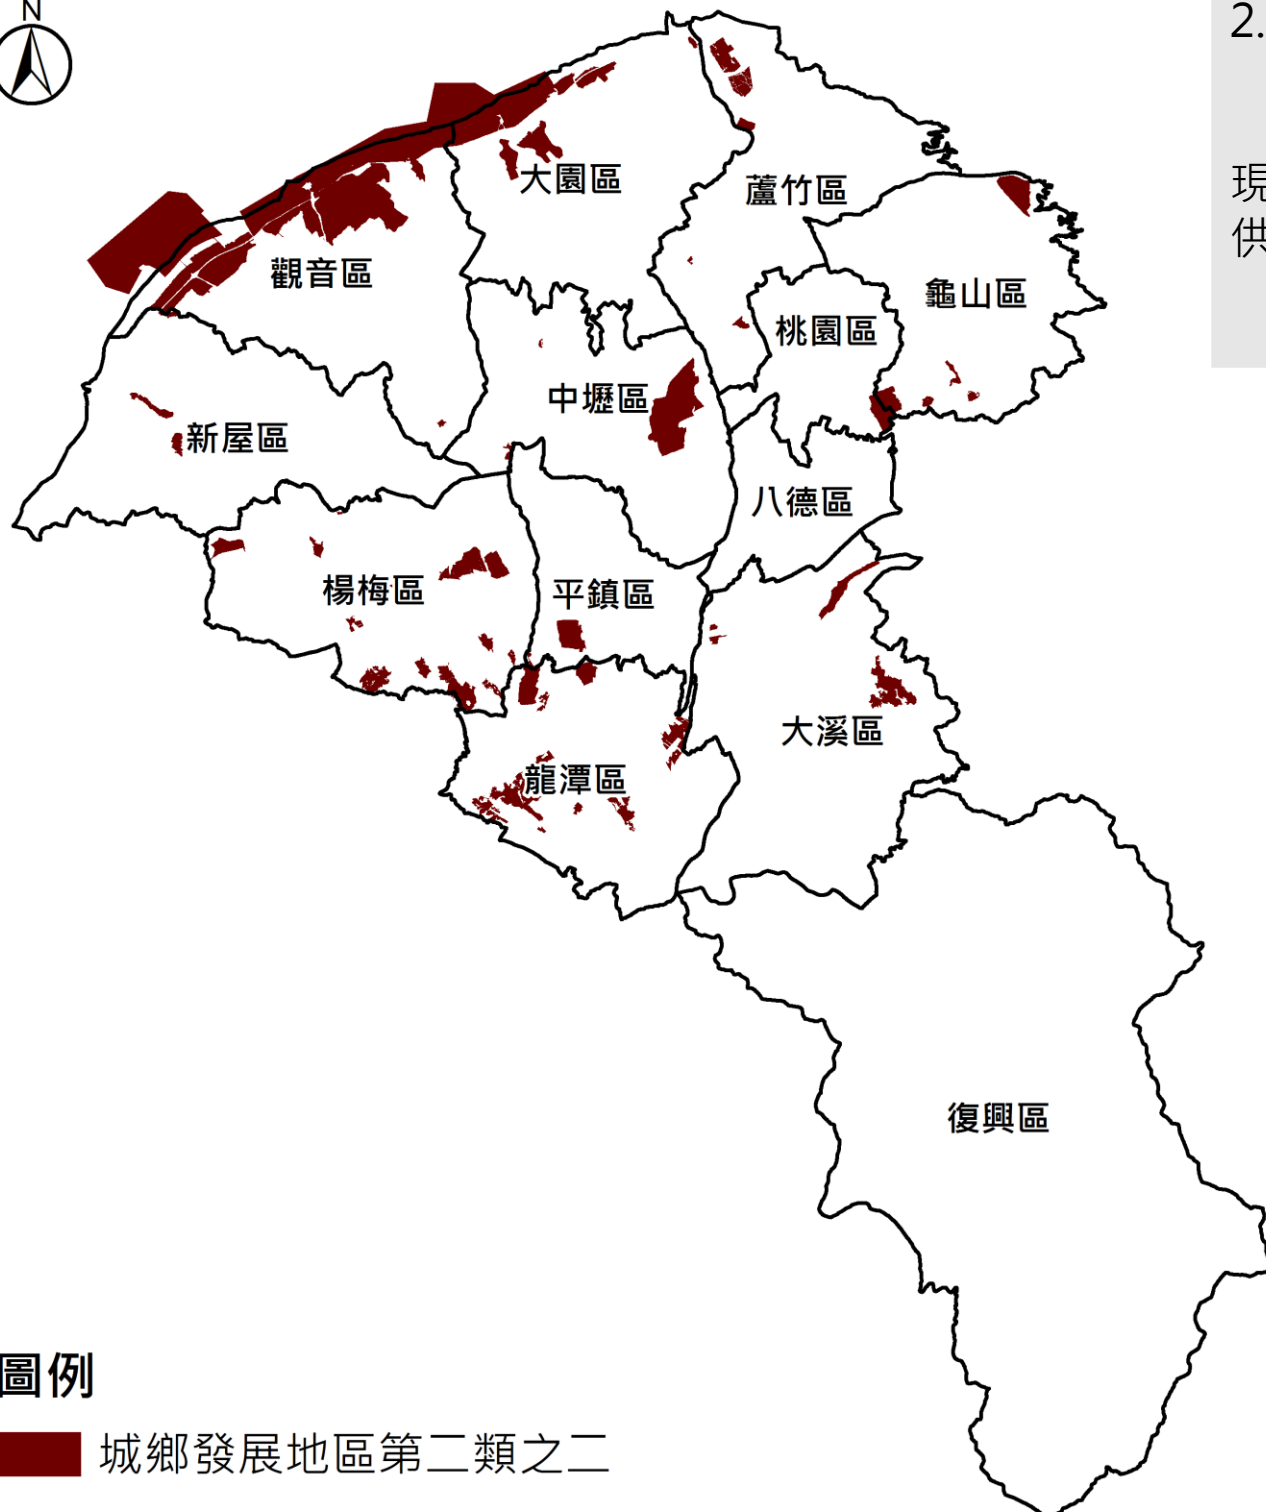 N
2.
現
供
大園區
蘆竹區
觀音區
龜山區
桃園區
中壢區
新屋區
八德區
楊梅區
平鎮區
大溪區
龍潭區
復興區
圖例
城鄉發展地區第二類之二